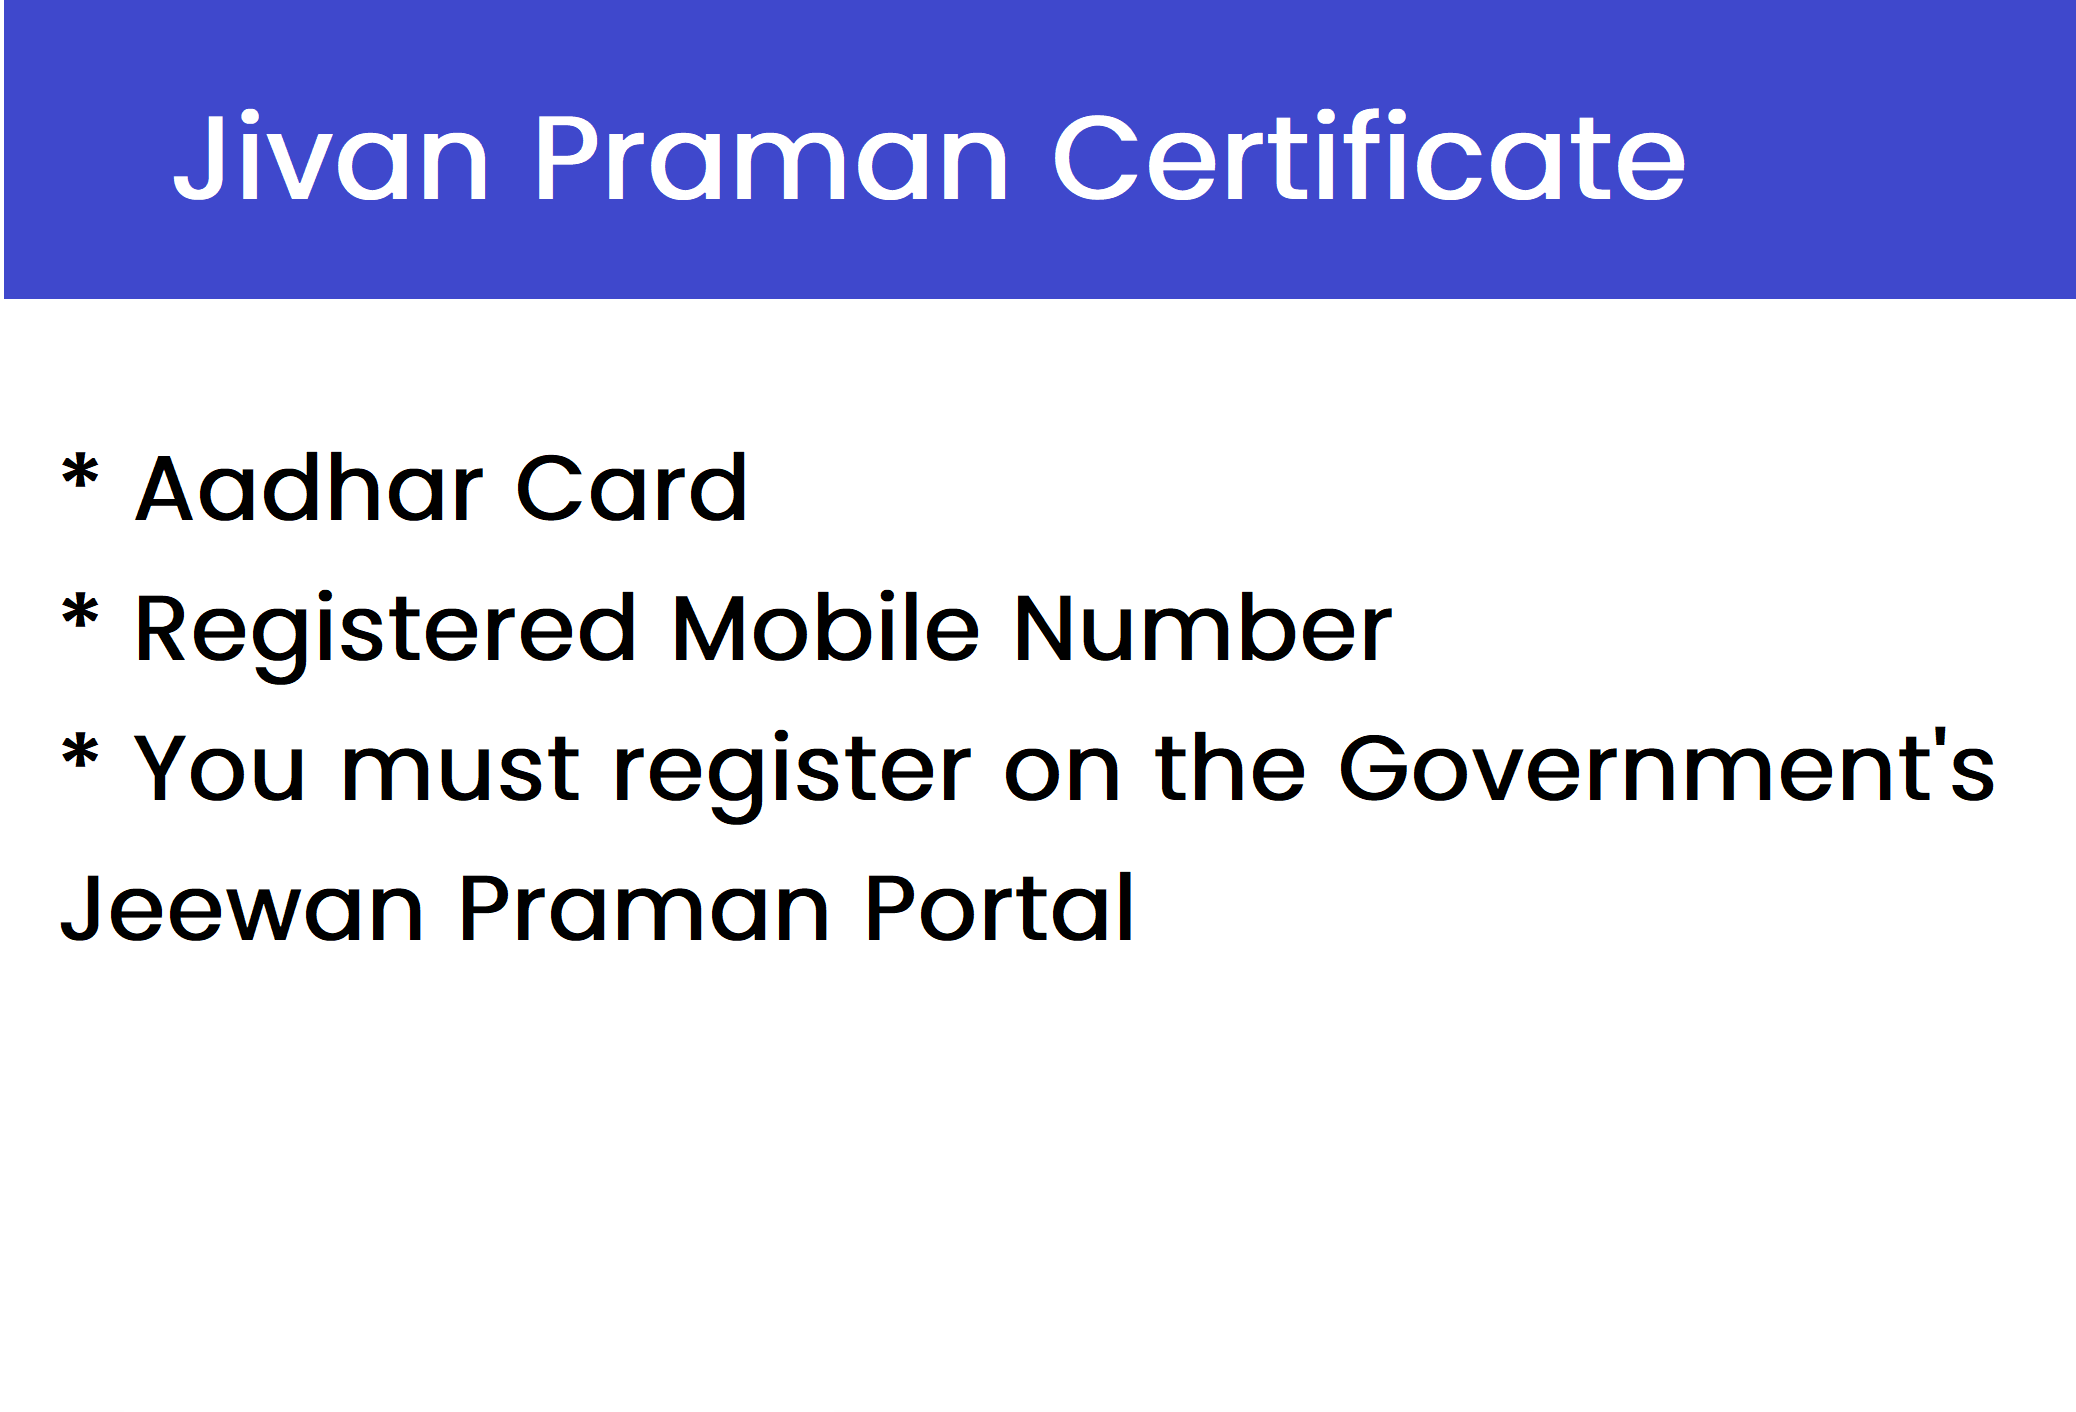 Jivan Praman Certificate
* Aadhar Card
* Registered Mobile Number
* You must register on the Government's
Jeewan Praman Portal